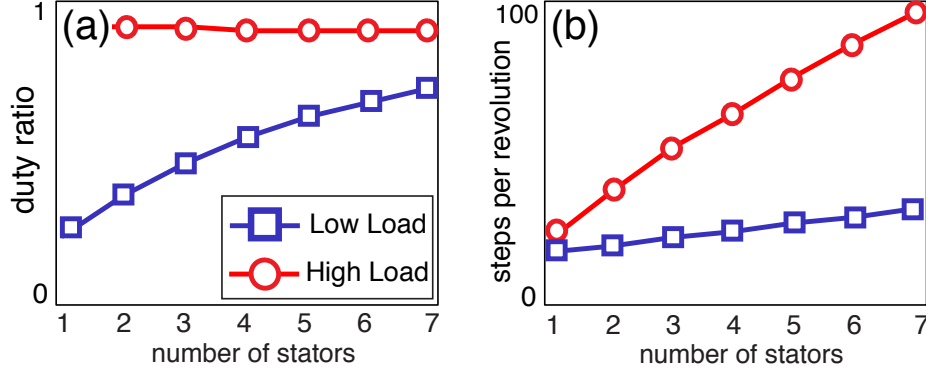 (a)
1
duty ratio
0
Low Load
High Load
1 2 3 4 5 6 7
number of stators
(b)
100
steps per revolution
0
1 2 3 4 5 6 7
number of stators